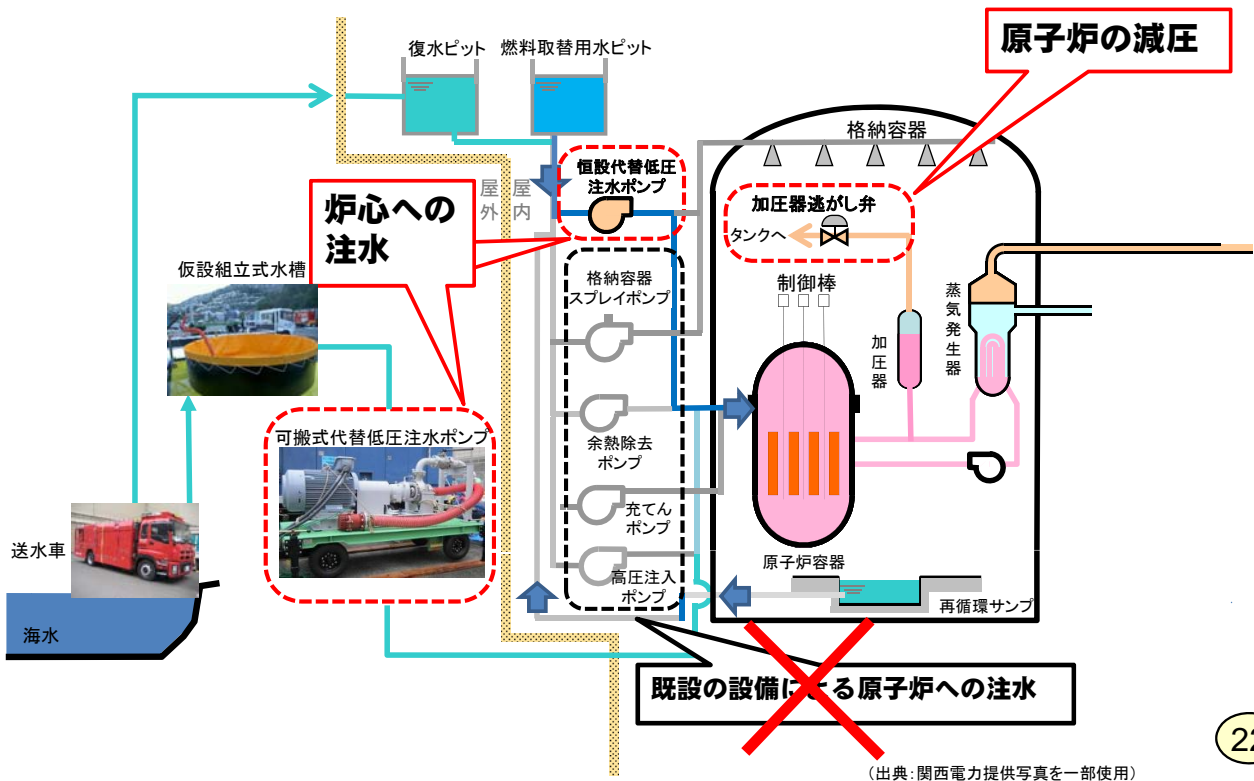 原子炉の減圧
復水ピット
燃料取替用水ピット
格納容器
恒設代替低圧
注水ポンプ
屋外
屋内
炉心への
注水
加圧器逃がし弁
タンクへ
仮設組立式水槽
格納容器
スプレイポンプ
制御棒
加圧器
蒸気発生器
可搬式代替低圧注水ポンプ
余熱除去
ポンプ
充てん
ポンプ
送水車
原子炉容器
高圧注入
ポンプ
再循環サンプ
海水
既設の設備による原子炉への注水
22
(出典:関西電力提供写真を一部使用)